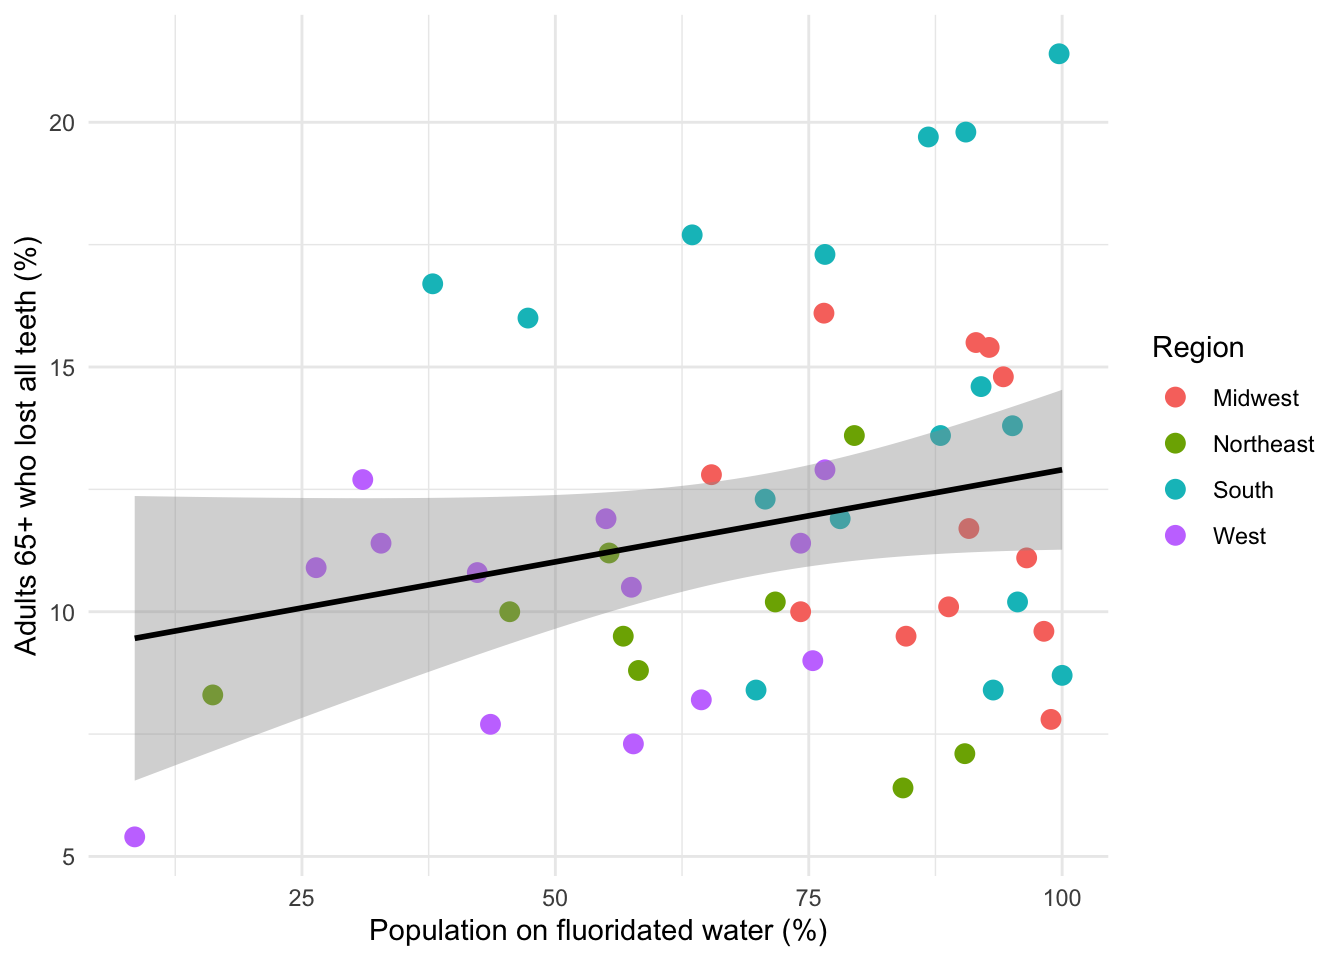 20
15
10
5
25
50
75
100
Adults 65+ who lost all teeth (%)
Population on fluoridated water (%)
Region
Midwest
Northeast
South
West